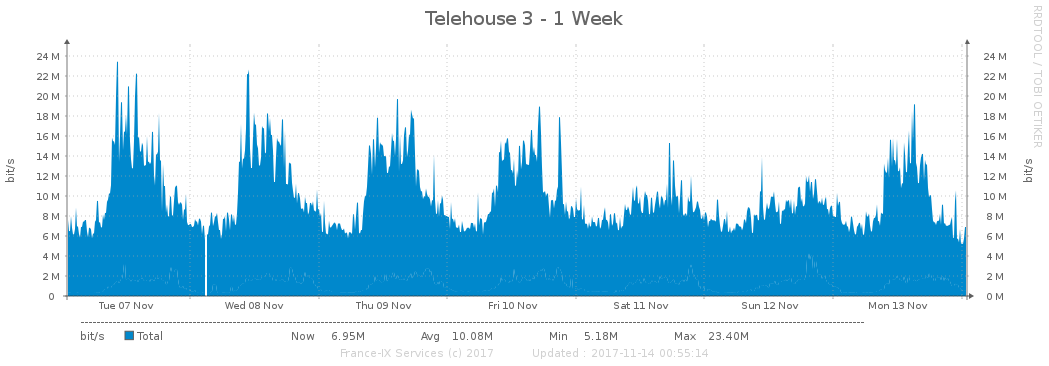 Telehouse 3 - 1 Week
RRDTOOL / TOBI OETIKER
24 M 24 M
22 M 22 M
20 M 20 M
18 M 18 M
16 M 16 M
14 M 14 M
12 M 12 M
10 M 10 M
8 M 8 M
6 M 6 M
4 M 4 M
2 M 2 M
0 0 M
bit/s
bit/s
Tue 07 Nov Wed 08 Nov Thu 09 Nov Fri 10 Nov Sat 11 Nov Sun 12 Nov Mon 13 Nov
bit/s Total Now 6.95M Avg 10.08M Min 5.18M Max 23.40M
France-IX Services (c) 2017 Updated : 2017-11-14 00:55:14